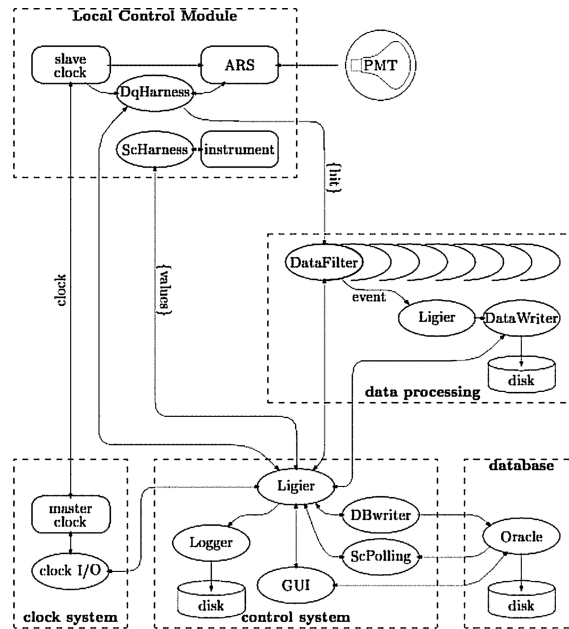 Local Control Module
slave
clock
ARS
PMT
DqHarness
ScHarness
instrument
{hit}
clock
{values}
DataFilter
event
Ligier
DataWriter
disk
data processing
Ligier
database
master
clock
DBwriter
Logger
Oracle
ScPolling
clock I/O
GUI
disk
disk
clock system
control system